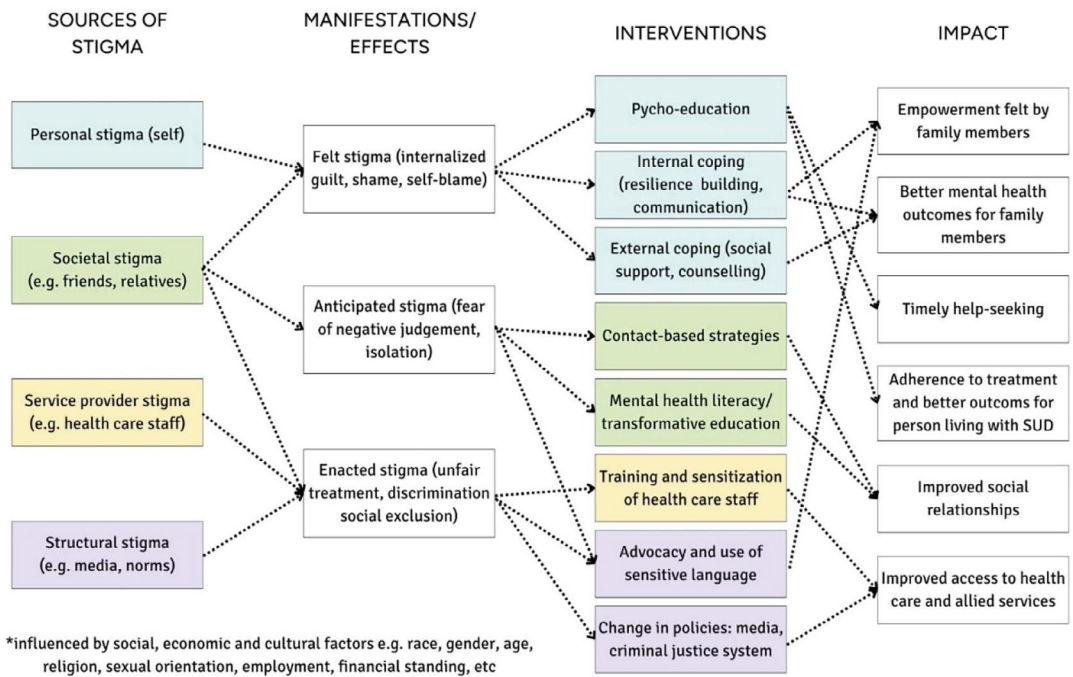 SOURCES OF
STIGMA
MANIFESTATIONS/
EFFECTS
INTERVENTIONS
IMPACT
Personal stigma (self)
Societal stigma
(e.g. friends, relatives)
Service provider stigma
(e.g. health care staff)
Structural stigma
(e.g. media, norms)
Felt stigma (internalized
guilt, shame, self-blame)
Anticipated stigma (fear
of negative judgement,
isolation)
Enacted stigma (unfair
treatment, discrimination
social exclusion)
Pycho-education
Internal coping
(resilience building,
communication)
External coping (social
support, counselling)
Contact-based strategies
Mental health literacy/
transformative education
Training and sensitization
of health care staff
Advocacy and use of
sensitive language
Change in policies: media,
criminal justice system
Empowerment felt by
family members
Better mental health
outcomes for family
members
Timely help-seeking
Adherence to treatment
and better outcoms for
person living with SUD
Improved social
relationships
Improved access to health
care and allied services
*influenced by social, economic and cultural factors e.g. race, gender, age,
religion, sexual orientation, employment, financial standing, etc